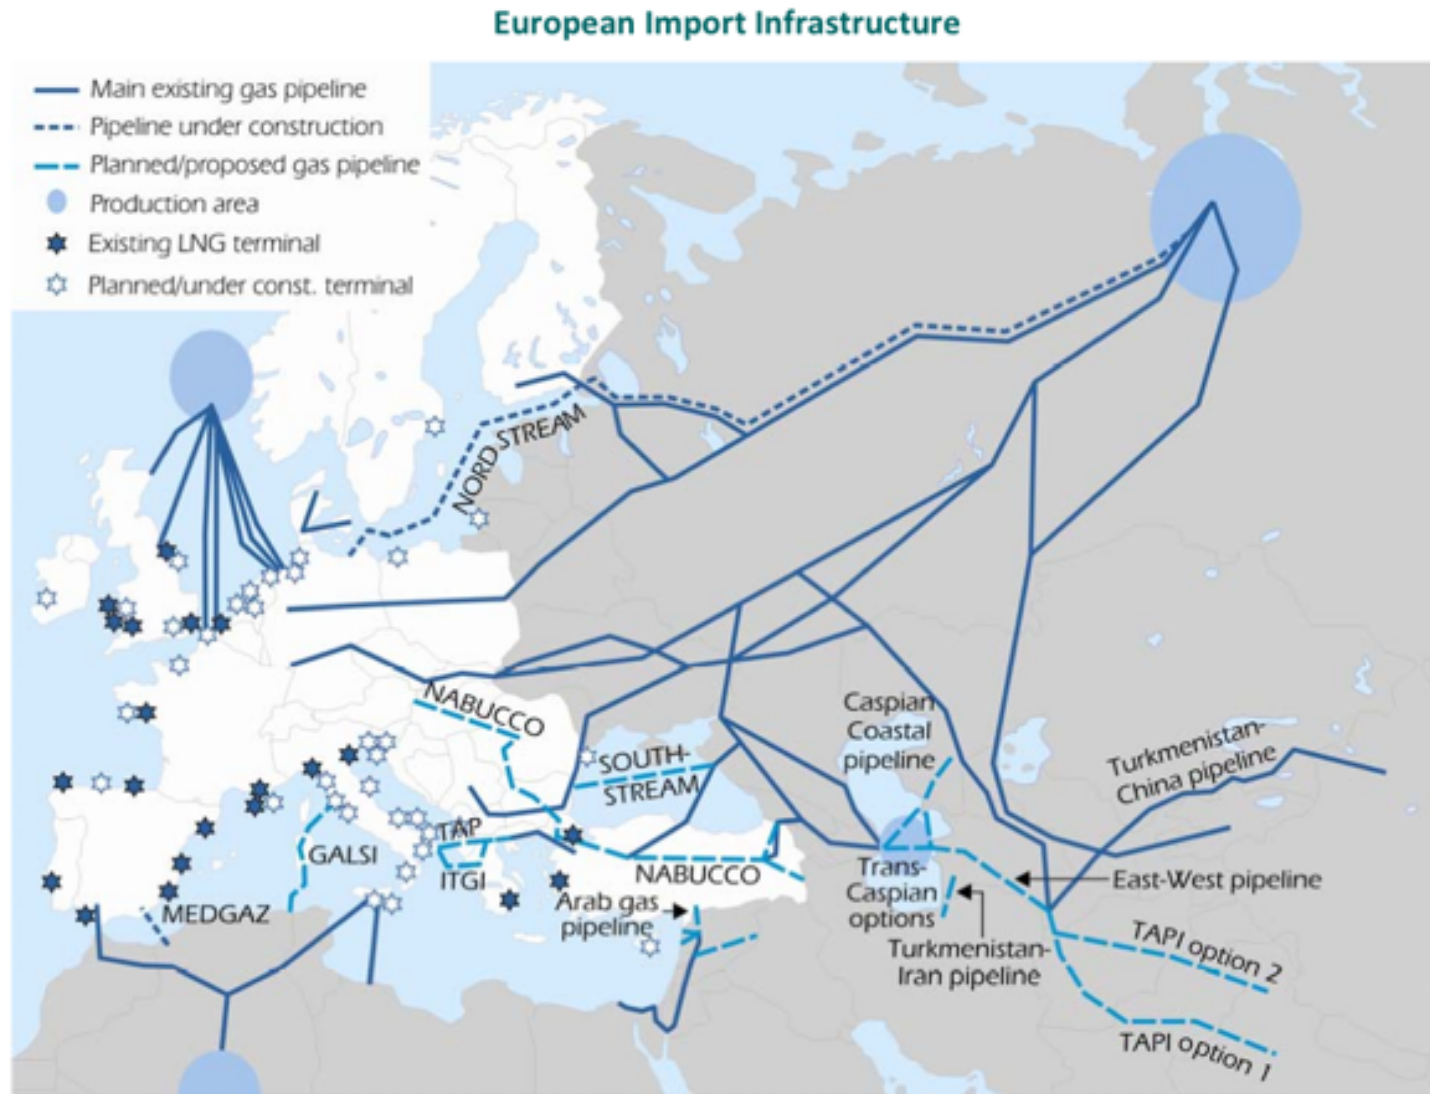 European Import Infrastructure
Main existing gas pipeline
Pipeline under construction
Planned/proposed gas pipeline
Production area
Existing LNG terminal
Planned/under const. terminal
NORD STREAM
NABUCCO
SOUTH-
STREAM
Caspian
Coastal
pipeline
Turkmenistan-
China pipeline
TAP
GALSI
ITGI
NABUCCO
Trans-
Caspian
options
East-West pipeline
MEDGAZ
Arab gas
pipeline
Turkmenistan-
Iran pipeline
TAPI option 2
TAPI option 1